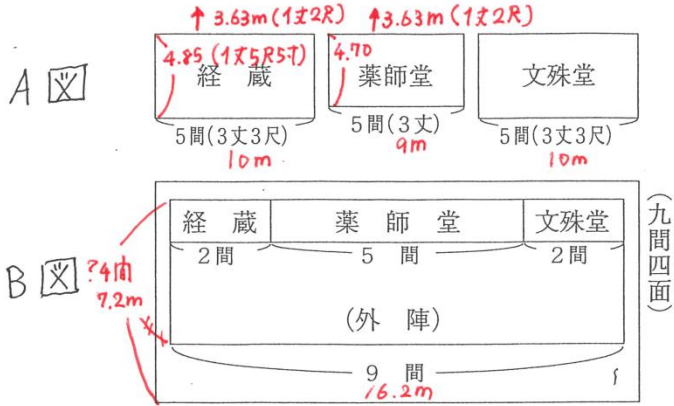 ↑ 3.63m (1丈2尺) ↑3.63m (1丈2尺)
4.85 (1丈5尺5寸) 4.70
A 図
経 蔵 薬師堂 文殊堂
5間(3丈3尺) 5間(3丈) 5間(3丈3尺)
10m 9m 10m
B 図
経 蔵 薬 師 堂 文殊堂
2間 5 間 2間
(九間四面)
?4間
7.2m
(外 陣)
9 間
16.2m